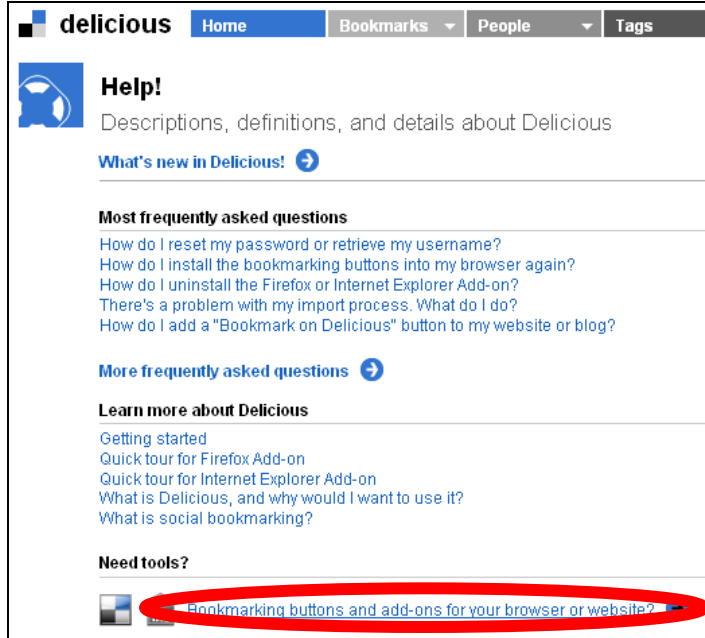 delicious Home Bookmarks People Tags
Help!
Descriptions, definitions, and details about Delicious
What's new in Delicious!
Most frequently asked questions
How do I reset my password or retrieve my username?
How do I install the bookmarking buttons into my browser again?
How do I uninstall the Firefox or Internet Explorer Add-on?
There's a problem with my import process. What do I do?
How do I add a "Bookmark on Delicious" button to my website or blog?
More frequently asked questions
Learn more about Delicious
Getting started
Quick tour for Firefox Add-on
Quick tour for Internet Explorer Add-on
What is Delicious, and why would I want to use it?
What is social bookmarking?
Need tools?
Bookmarking buttons and add-ons for your browser or website?